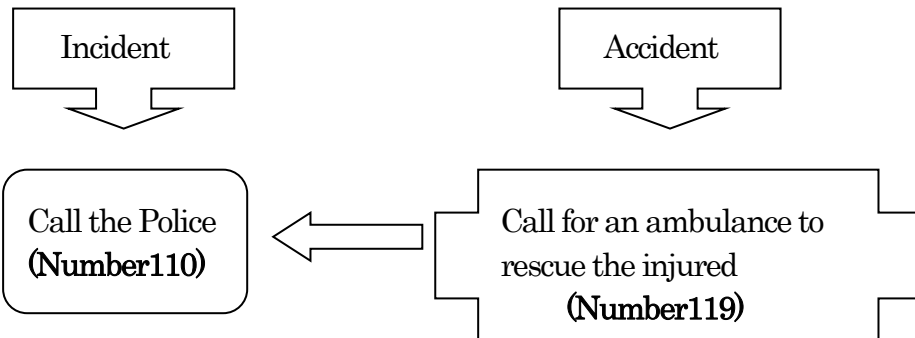 Incident
Accident
Call the Police
(Number110)
Call for an ambulance to
rescue the injured
(Number119)